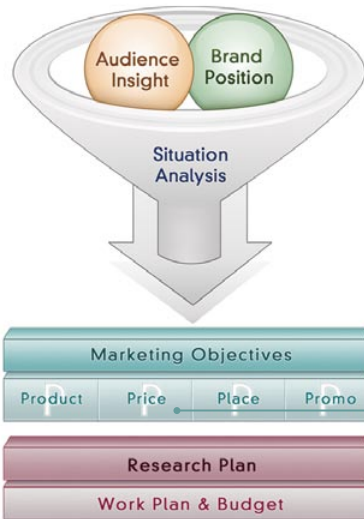 Audience
Insight
Brand
Position
Situation
Analysis
Marketing Objectives
Product Price Place Promo
Research Plan
Work Plan & Budget